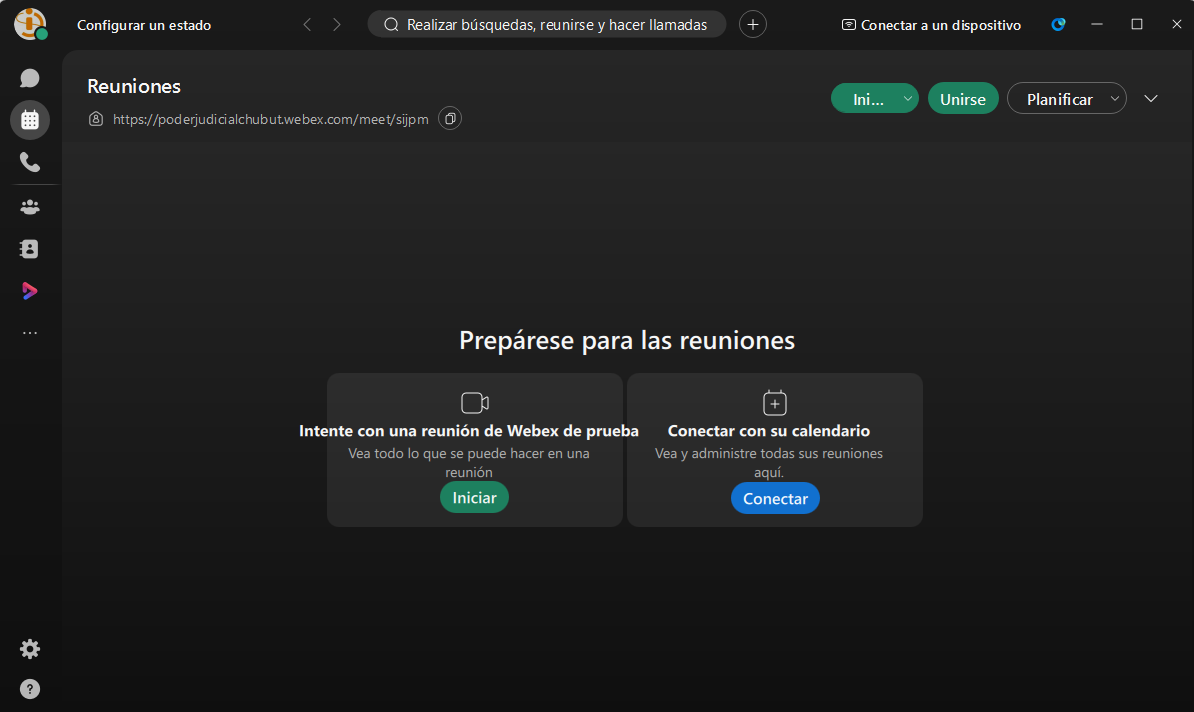 Configurar un estado
Realizar búsquedas, reunirse y hacer llamadas
Conectar a un dispositivo
Reuniones
https://poderjudicialchubut.webex.com/meet/sijpm
Ini...
Unirse
Planificar
Prepárese para las reuniones
Intente con una reunión de Webex de prueba
Vea todo lo que se puede hacer en una
reunión
Iniciar
Conectar con su calendario
Vea y administre todas sus reuniones
aquí.
Conectar